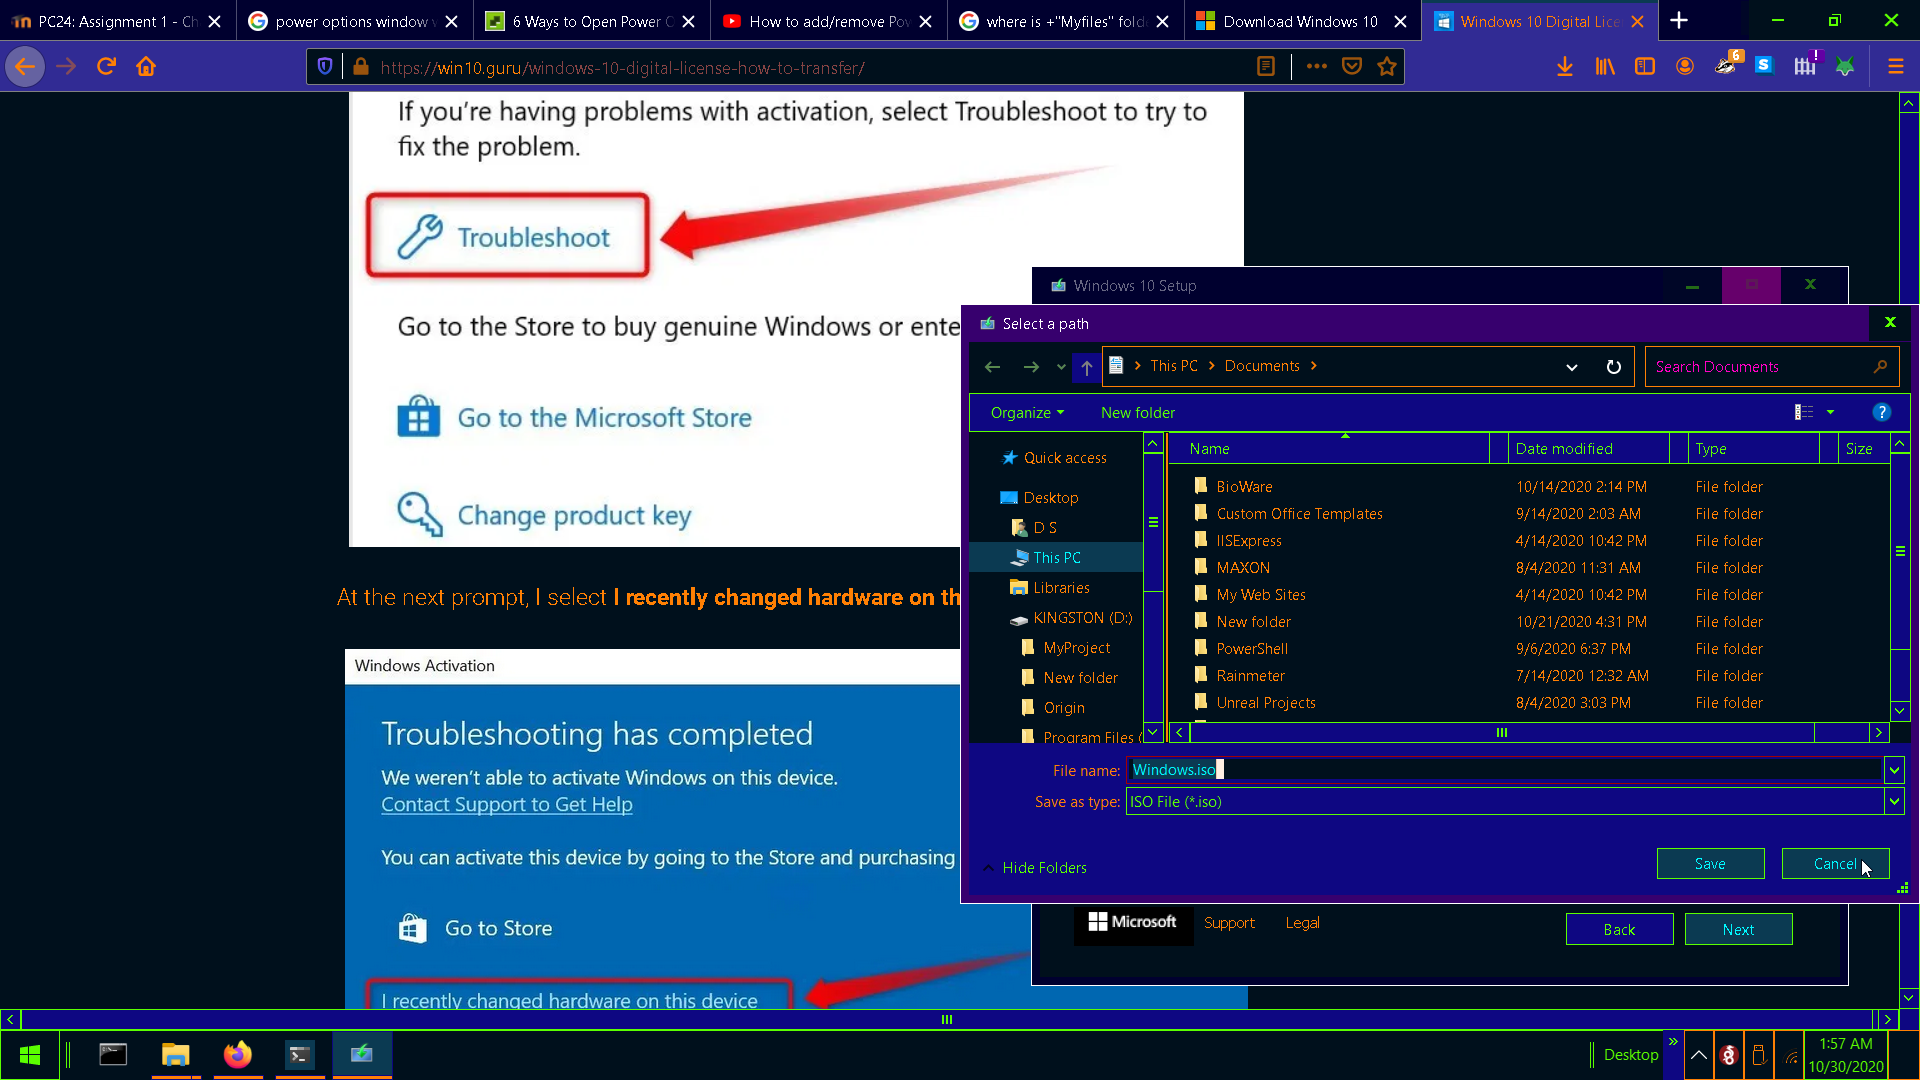 PC24: Assignment 1 - Ch
power options window v
6 Ways to Open Power C
How to add/remove Pow
where is +"Myfiles" fold
Download Windows 10
Windows 10 Digital Lice
https://win10.guru/windows-10-digital-license-how-to-transfer/
6
S
!
If you’re having problems with activation, select Troubleshoot to try to
fix the problem.
Troubleshoot
Go to the Store to buy genuine Windows or ente
Go to the Microsoft Store
Change product key
At the next prompt, I select I recently changed hardware on th
Windows Activation
Troubleshooting has completed
We weren’t able to activate Windows on this device.
Contact Support to Get Help
You can activate this device by going to the Store and purchasing
Go to Store
I recently changed hardware on this device
Windows 10 Setup
Select a path
This PC > Documents >
Search Documents
Organize
New folder
?
Quick access
Desktop
D S
This PC
Libraries
KINGSTON (D:)
MyProject
New folder
Origin
Program Files (
Name Date modified Type Size
BioWare 10/14/2020 2:14 PM File folder
Custom Office Templates 9/14/2020 2:03 AM File folder
IISExpress 4/14/2020 10:42 PM File folder
MAXON 8/4/2020 11:31 AM File folder
My Web Sites 4/14/2020 10:42 PM File folder
New folder 10/21/2020 4:31 PM File folder
PowerShell 9/6/2020 6:37 PM File folder
Rainmeter 7/14/2020 12:32 AM File folder
Unreal Projects 8/4/2020 3:03 PM File folder
File name: Windows.iso
Save as type: ISO File (*.iso)
Hide Folders
Save
Cancel
Microsoft
Support
Legal
Back
Next
Desktop
1:57 AM
10/30/2020